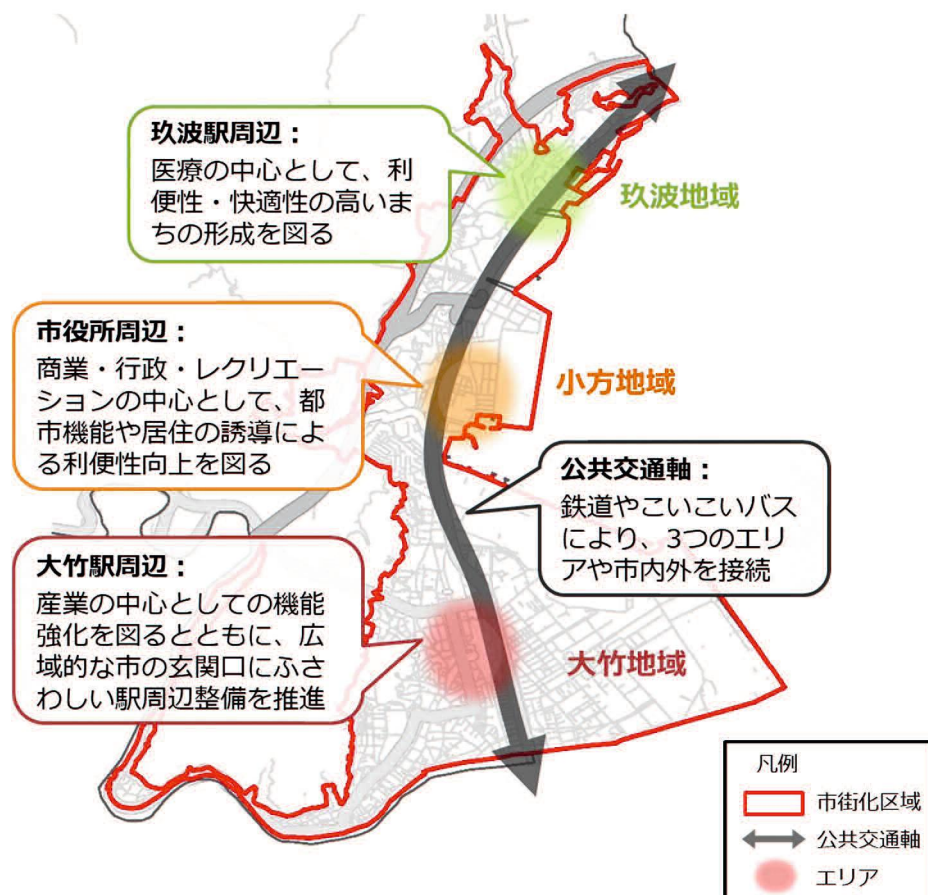 玖波駅周辺：
医療の中心として、利
便性・快適性の高いま
ちの形成を図る
玖波地域
市役所周辺：
商業・行政・レクリエー
ションの中心として、都
市機能や居住の誘導によ
る利便性向上を図る
小方地域
公共交通軸：
鉄道やこいこいバス
により、3つのエリ
アや市内外を接続
大竹駅周辺：
産業の中心としての機能
強化を図るとともに、広
域的な市の玄関口にふさ
わしい駅周辺整備を推進
大竹地域
凡例
市街化区域
公共交通軸
エリア